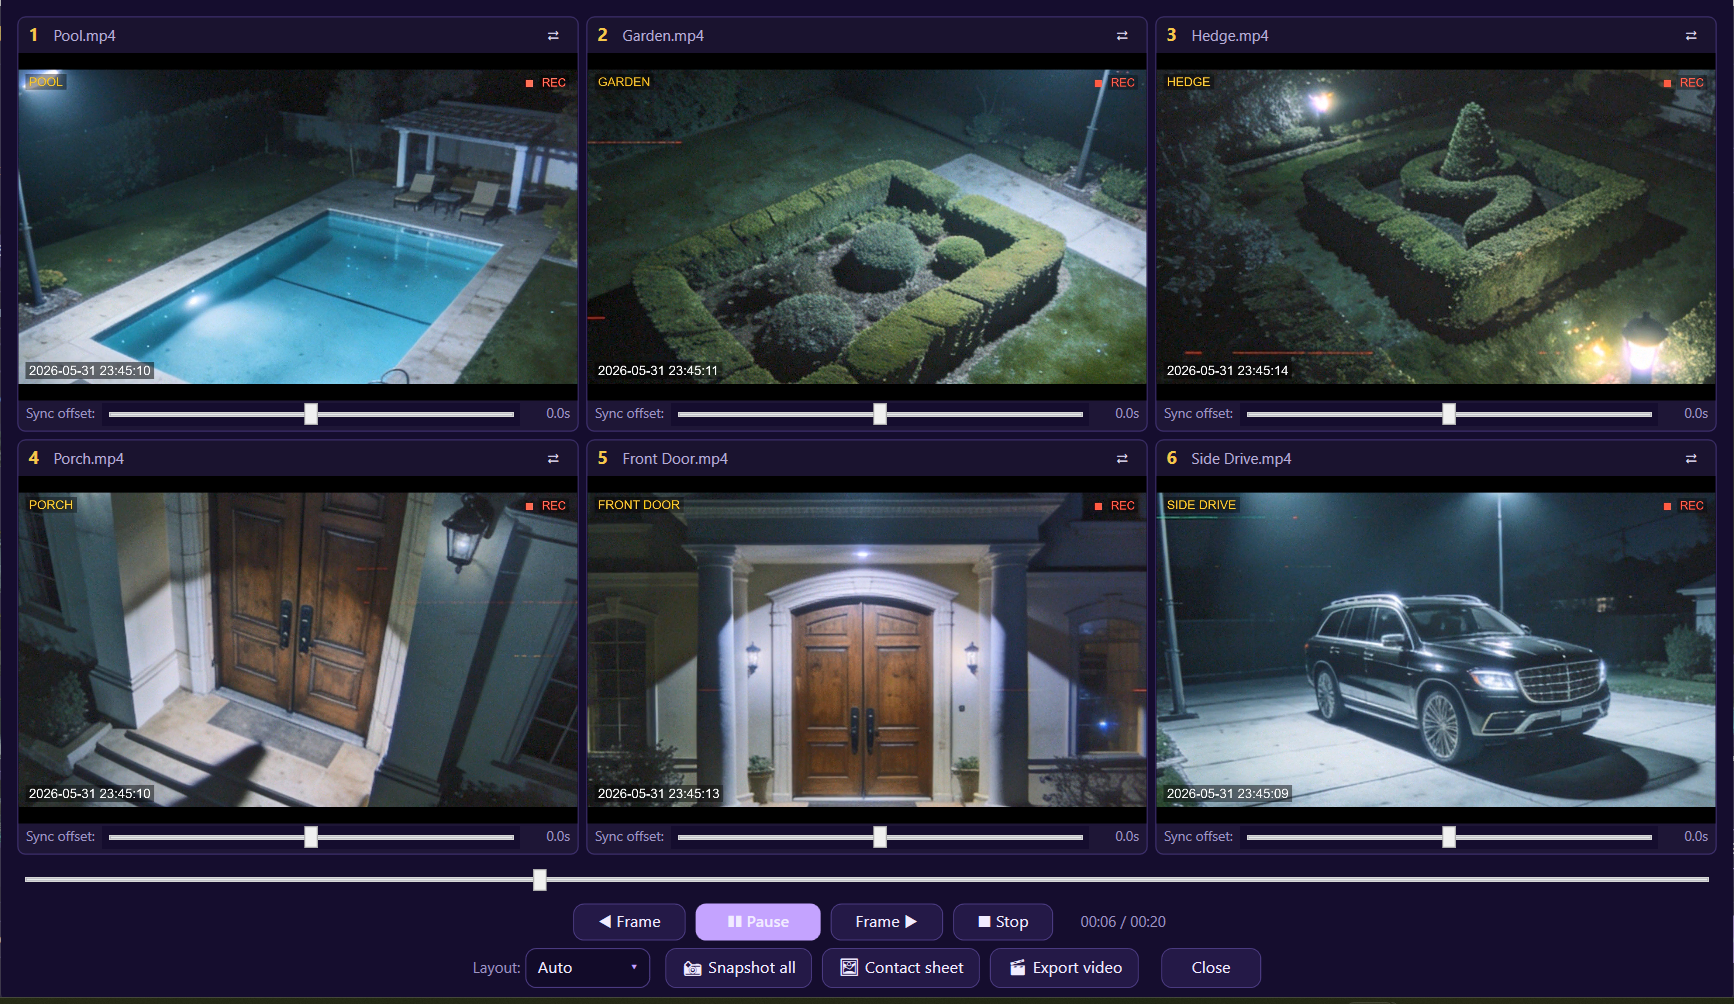 1 Pool.mp4 ⇄
2 Garden.mp4 ⇄
3 Hedge.mp4 ⇄
POOL REC
GARDEN REC
HEDGE REC
2026-05-31 23:45:10
2026-05-31 23:45:11
2026-05-31 23:45:14
Sync offset: 0.0s
Sync offset: 0.0s
Sync offset: 0.0s
4 Porch.mp4 ⇄
5 Front Door.mp4 ⇄
6 Side Drive.mp4 ⇄
PORCH REC
FRONT DOOR REC
SIDE DRIVE REC
2026-05-31 23:45:10
2026-05-31 23:45:13
2026-05-31 23:45:09
Sync offset: 0.0s
Sync offset: 0.0s
Sync offset: 0.0s
Frame Pause Frame Stop 00:06 / 00:20
Layout: Auto Snapshot all Contact sheet Export video Close